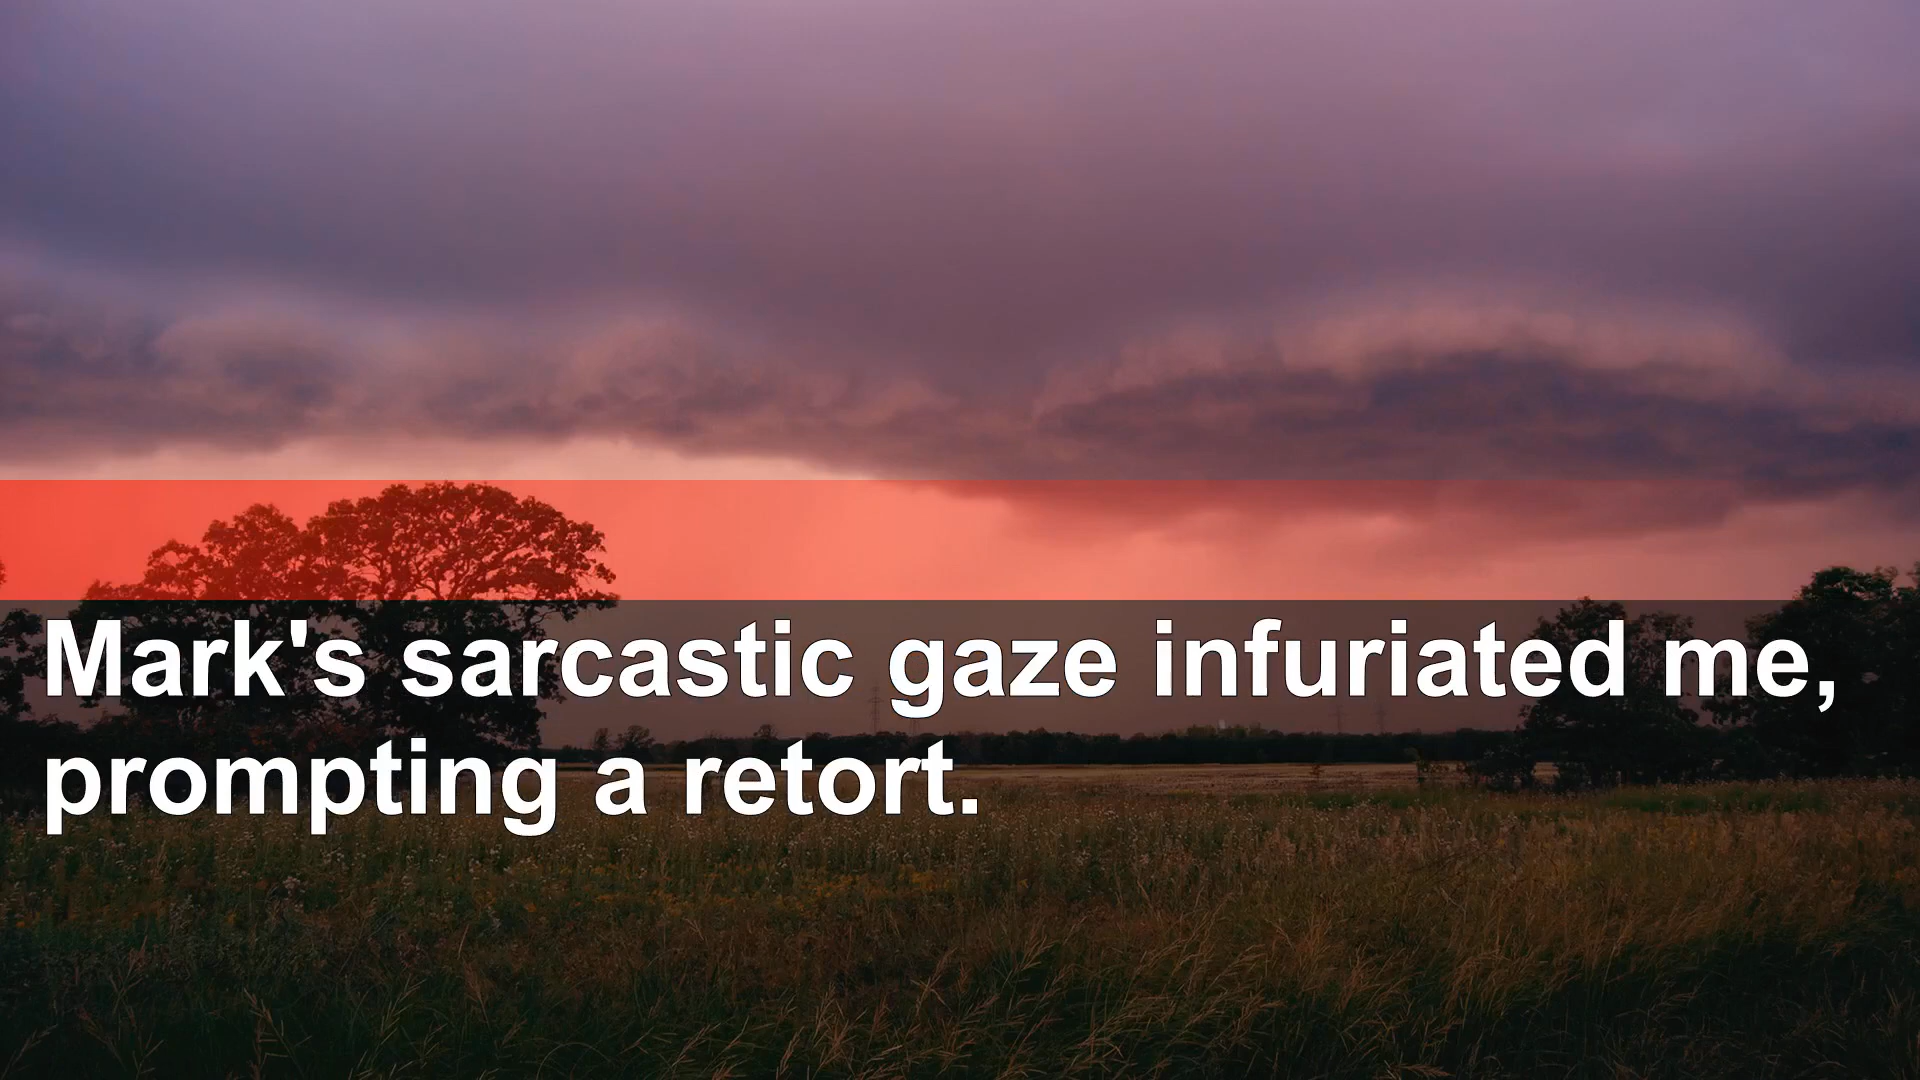 Mark's sarcastic gaze infuriated me,
prompting a retort.